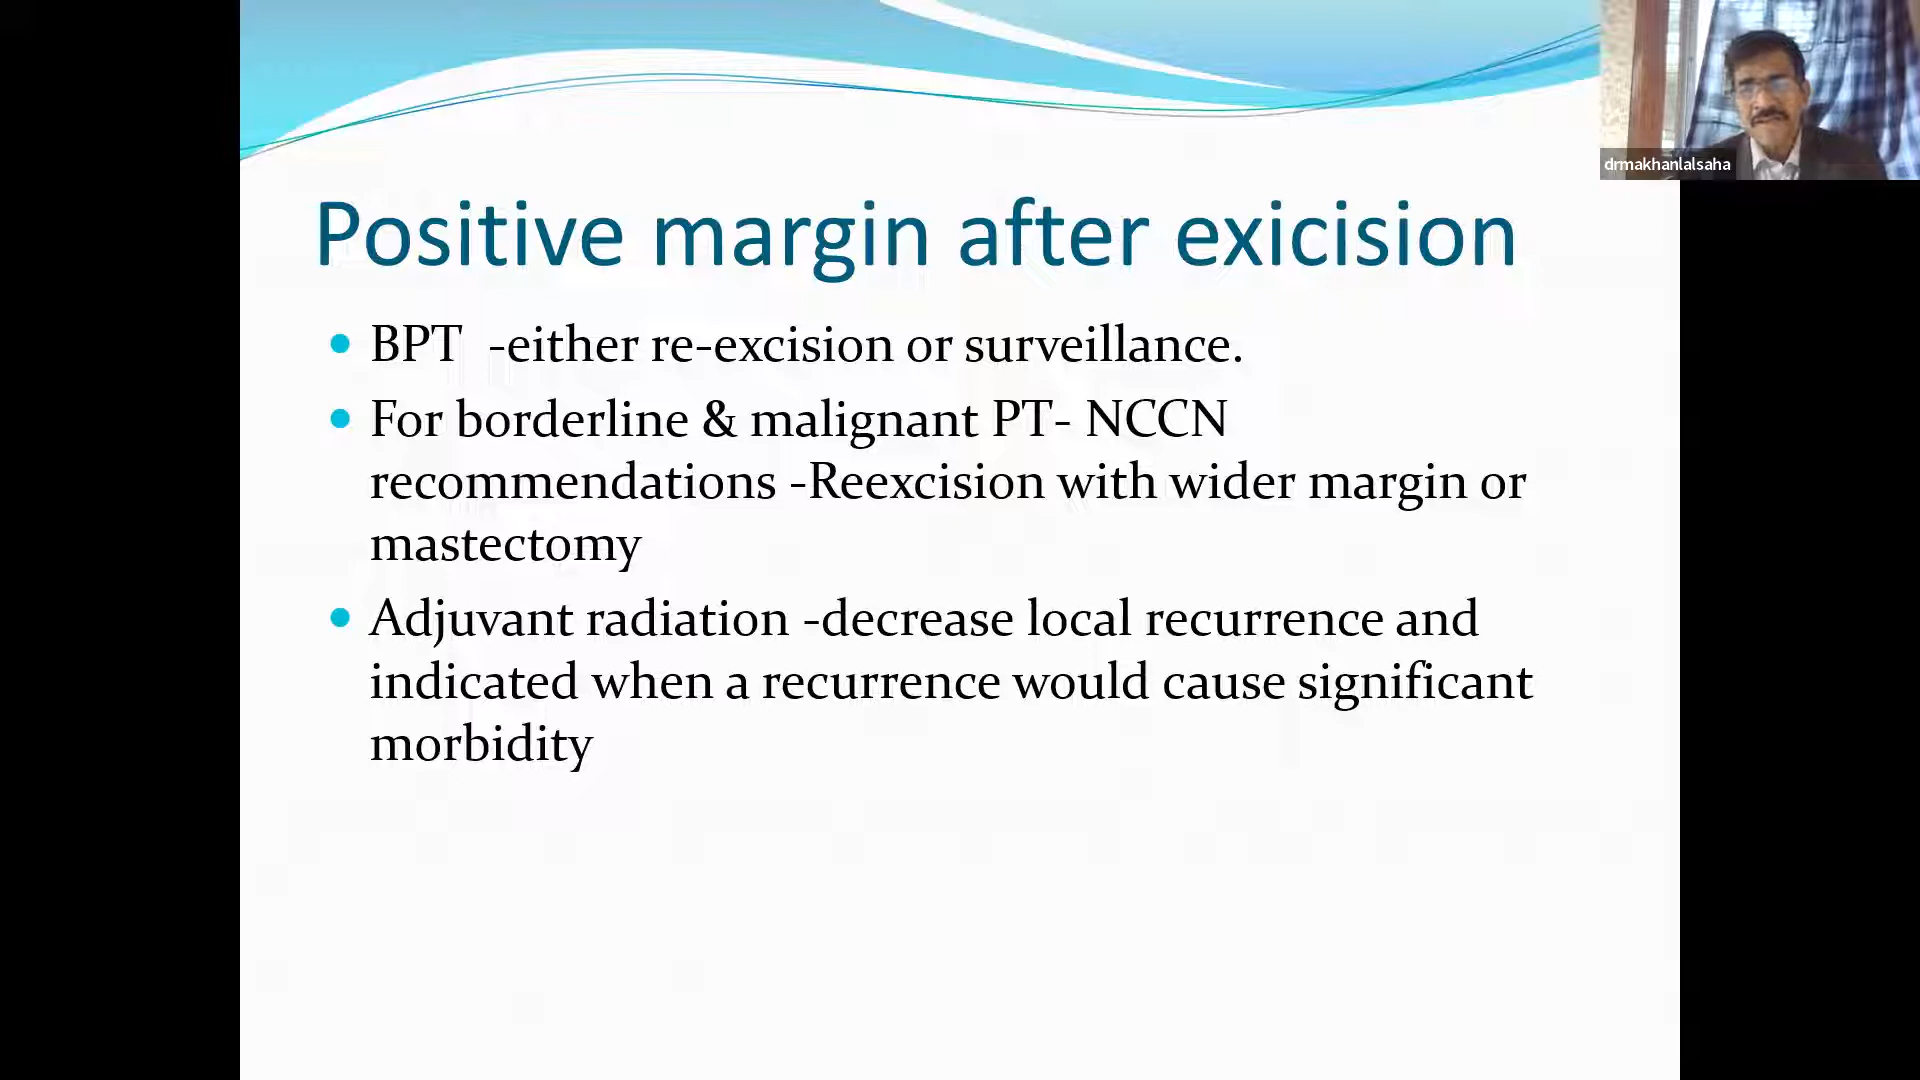 drmakhanlalsaha
Positive margin after exicision
BPT -either re-excision or surveillance.
For borderline & malignant PT- NCCN
recommendations -Reexcision with wider margin or
mastectomy
Adjuvant radiation -decrease local recurrence and
indicated when a recurrence would cause significant
morbidity